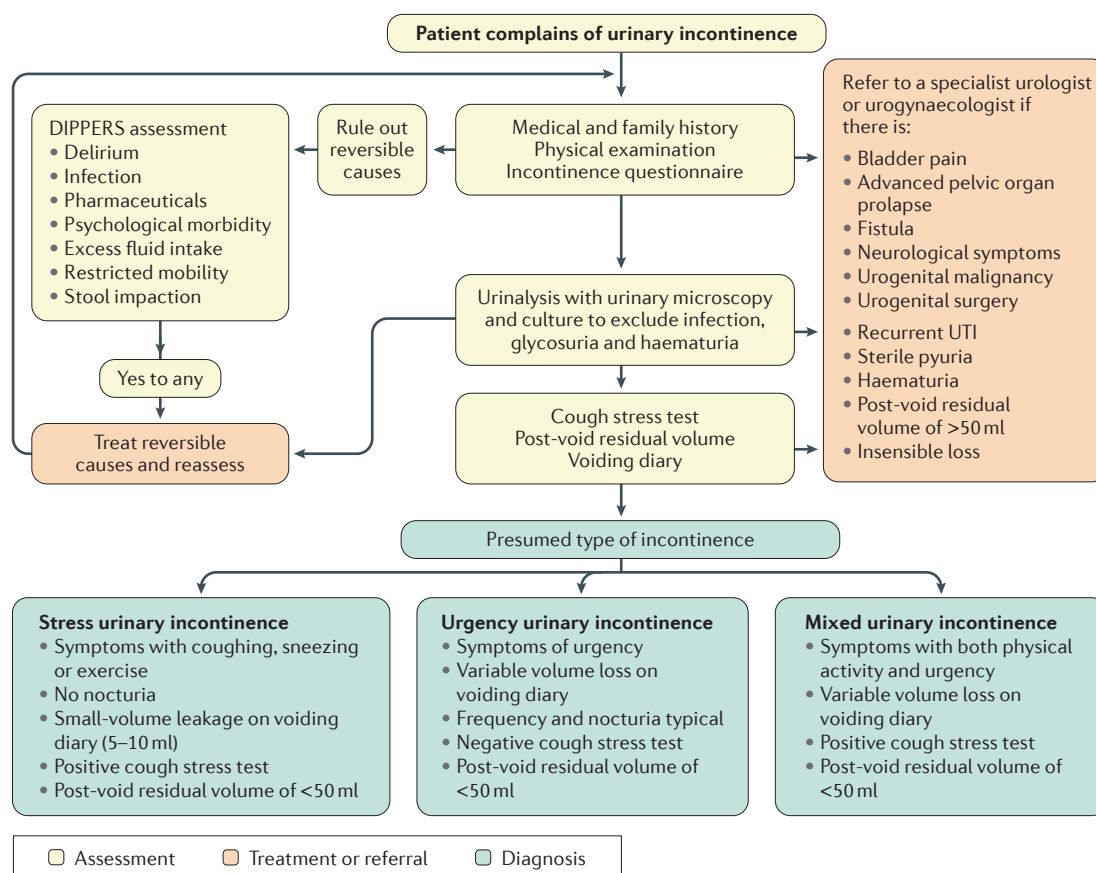 Patient complains of urinary incontinence
DIPPERS assessment
• Delirium
• Infection
• Pharmaceuticals
• Psychological morbidity
• Excess fluid intake
• Restricted mobility
• Stool impaction
Rule out
reversible
causes
Medical and family history
Physical examination
Incontinence questionnaire
Refer to a specialist urologist
or urogynaecologist if
there is:
• Bladder pain
• Advanced pelvic organ
prolapse
• Fistula
• Neurological symptoms
• Urogenital malignancy
• Urogenital surgery
• Recurrent UTI
• Sterile pyuria
• Haematuria
• Post-void residual
volume of >50 ml
• Insensible loss
Urinalysis with urinary microscopy
and culture to exclude infection,
glycosuria and haematuria
Yes to any
Treat reversible
causes and reassess
Cough stress test
Post-void residual volume
Voiding diary
Presumed type of incontinence
Stress urinary incontinence
• Symptoms with coughing, sneezing
or exercise
• No nocturia
• Small-volume leakage on voiding
diary (5–10 ml)
• Positive cough stress test
• Post-void residual volume of <50 ml
Urgency urinary incontinence
• Symptoms of urgency
• Variable volume loss on
voiding diary
• Frequency and nocturia typical
• Negative cough stress test
• Post-void residual volume of
<50 ml
Mixed urinary incontinence
• Symptoms with both physical
activity and urgency
• Variable volume loss on
voiding diary
• Positive cough stress test
• Post-void residual volume of
<50 ml
Assessment
Treatment or referral
Diagnosis